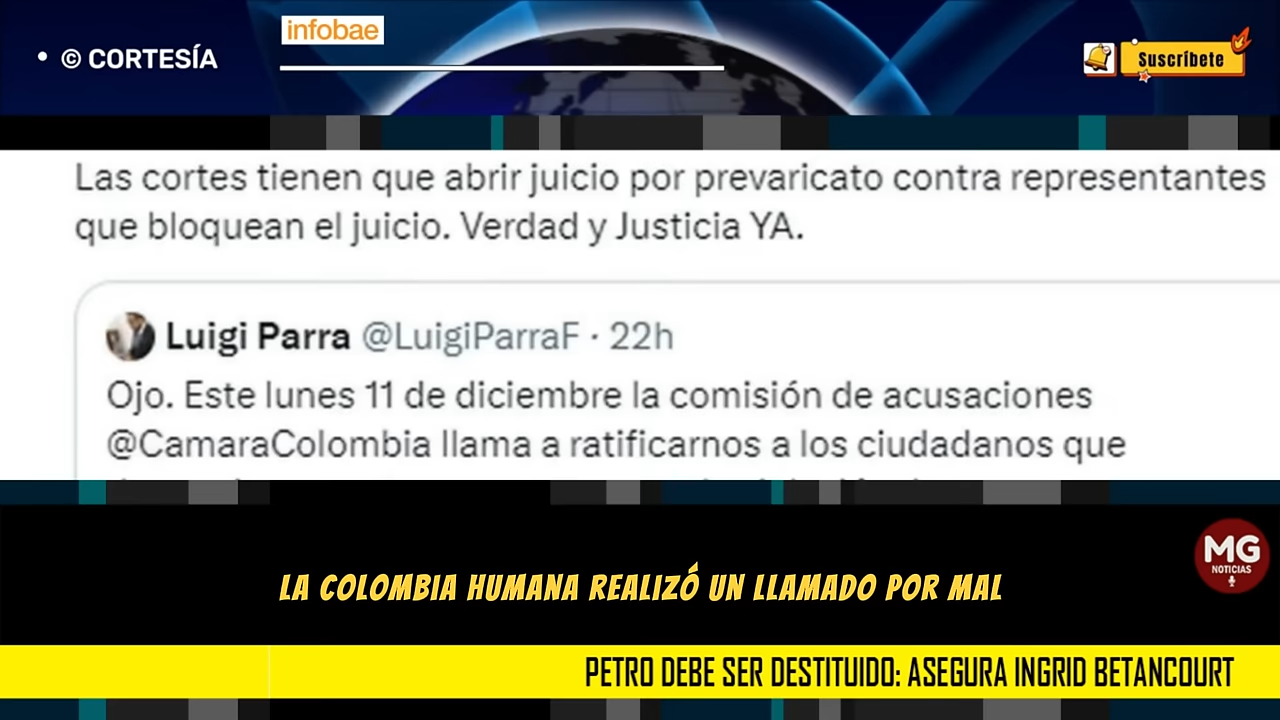 infobae
• © CORTESÍA
Suscríbete
Las cortes tienen que abrir juicio por prevaricato contra representantes
que bloquean el juicio. Verdad y Justicia YA.
Luigi Parra @LuigiParraF · 22h
Ojo. Este lunes 11 de diciembre la comisión de acusaciones
@CamaraColombia llama a ratificarnos a los ciudadanos que
MG
NOTICIAS
LA COLOMBIA HUMANA REALIZÓ UN LLAMADO POR MAL
PETRO DEBE SER DESTITUIDO: ASEGURA INGRID BETANCOURT